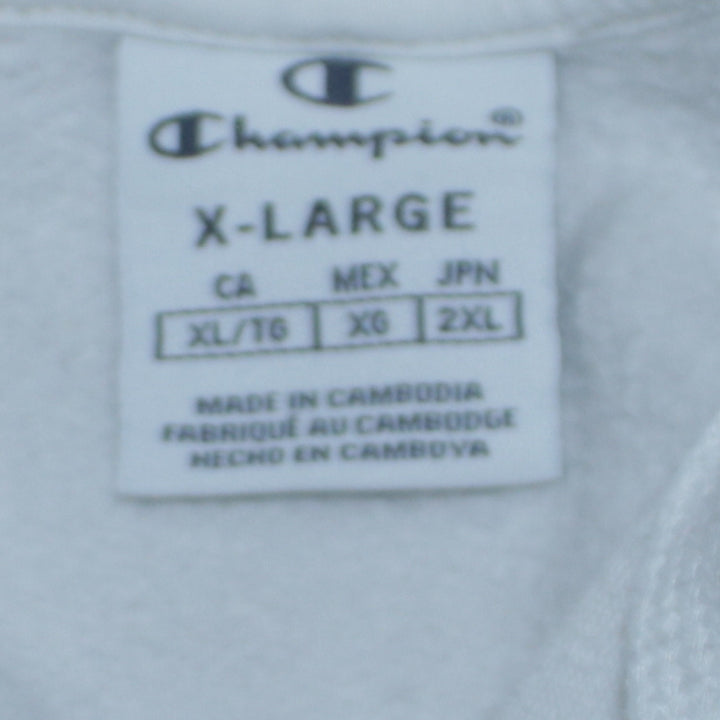 Champion®
X-LARGE
CA MEX JPN
XL/TG XG 2XL
MADE IN CAMBODIA
FABRIQUÉ AU CAMBODGE
HECHO EN CAMBOYA